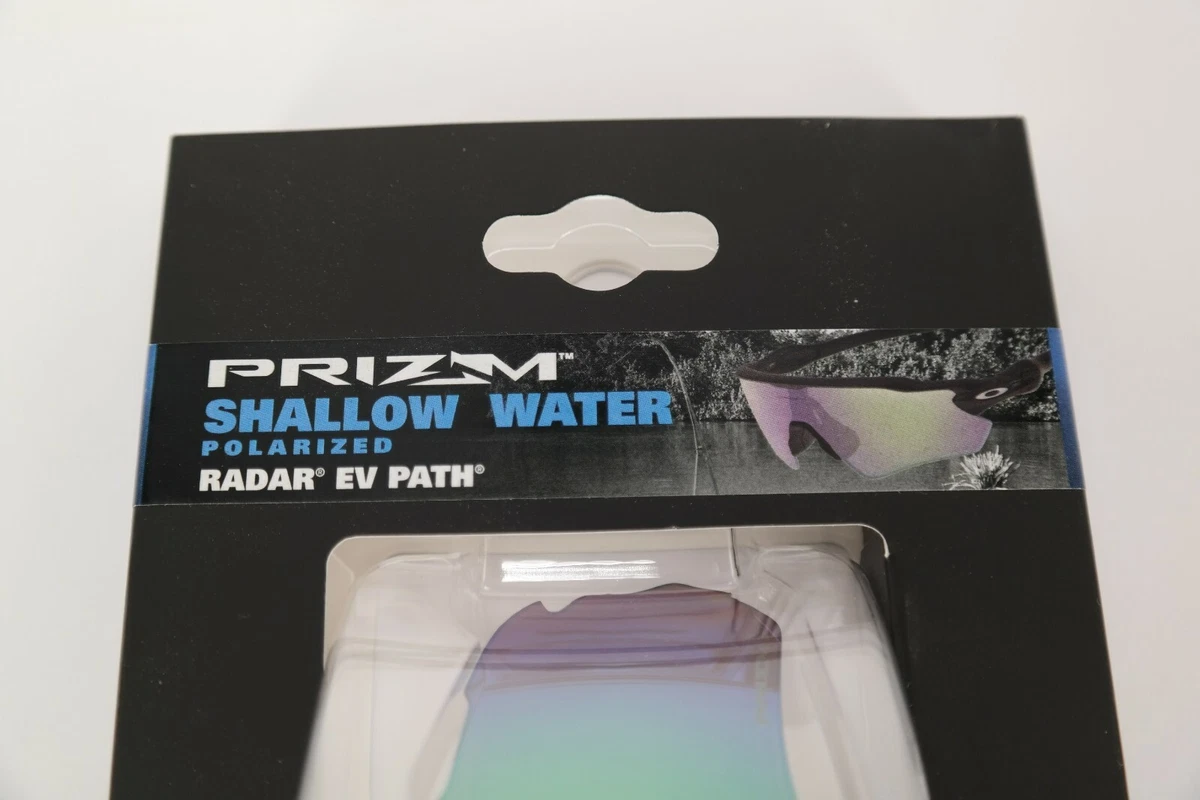 PRIZM™
SHALLOW WATER
POLARIZED
RADAR® EV PATH®